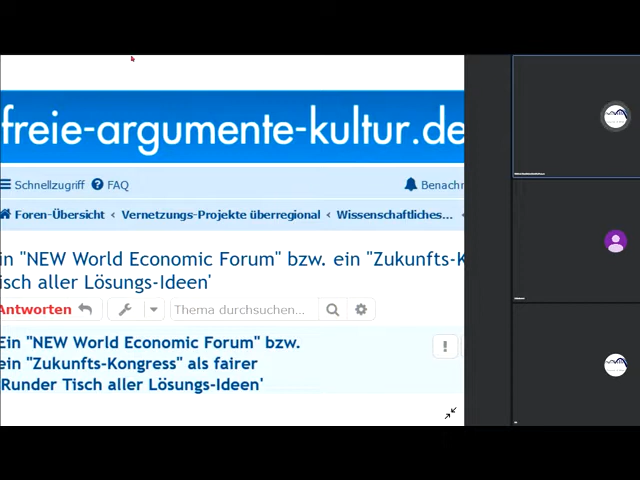 freie-argumente-kultur.de
Schnellzugriff FAQ
Benachr
Foren-Übersicht ‹ Vernetzungs-Projekte überregional ‹ Wissenschaftliches... ‹
in "NEW World Economic Forum" bzw. ein "Zukunfts-K
isch aller Lösungs-Ideen'
Antworten
Thema durchsuchen...
Ein "NEW World Economic Forum" bzw.
ein "Zukunfts-Kongress" als fairer
'Runder Tisch aller Lösungs-Ideen'